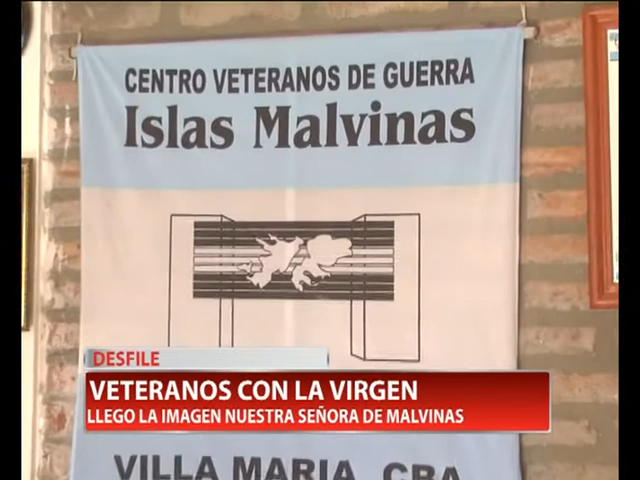 CENTRO VETERANOS DE GUERRA
Islas Malvinas
DESFILE
VETERANOS CON LA VIRGEN
LLEGO LA IMAGEN NUESTRA SEÑORA DE MALVINAS
VILLA MARIA. CBA